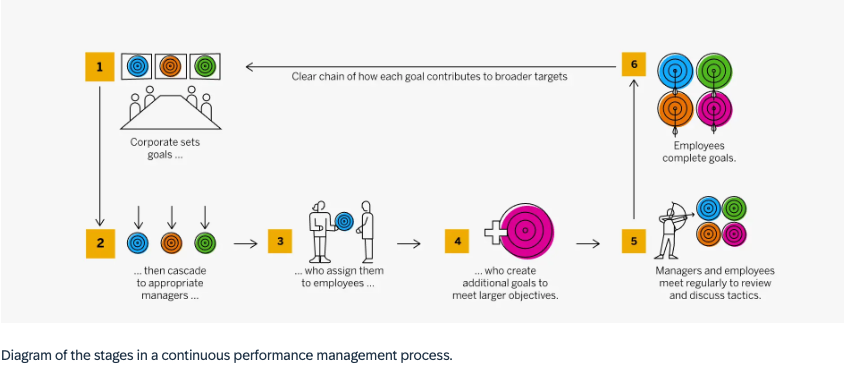 1
Corporate sets
goals ...
Clear chain of how each goal contributes to broader targets
6
Employees
complete goals.
2
... then cascade
to appropriate
managers ...
3
... who assign them
to employees ...
4
... who create
additional goals to
meet larger objectives.
5
Managers and employees
meet regularly to review
and discuss tactics.
Diagram of the stages in a continuous performance management process.